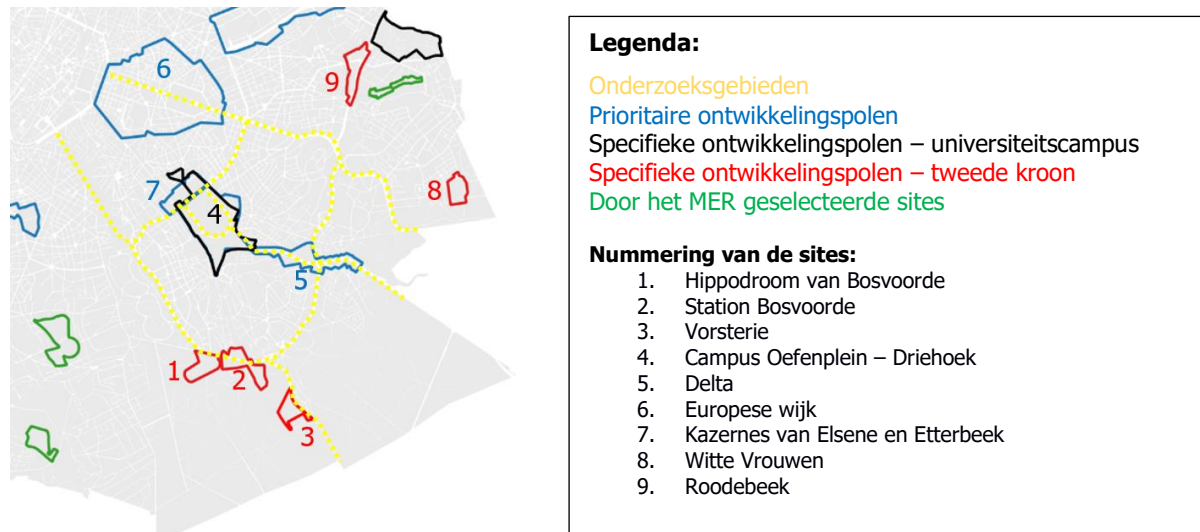 6
9
7
4
8
5
1
2
3
Legenda:
Onderzoeksgebieden
Prioritaire ontwikkelingspolen
Specifieke ontwikkelingspolen – universiteitscampus
Specifieke ontwikkelingspolen – tweede kroon
Door het MER geselecteerde sites
Nummering van de sites:
1. Hippodroom van Bosvoorde
2. Station Bosvoorde
3. Vorsterie
4. Campus Oefenplein – Driehoek
5. Delta
6. Europese wijk
7. Kazernes van Elsene en Etterbeek
8. Witte Vrouwen
9. Roodebeek